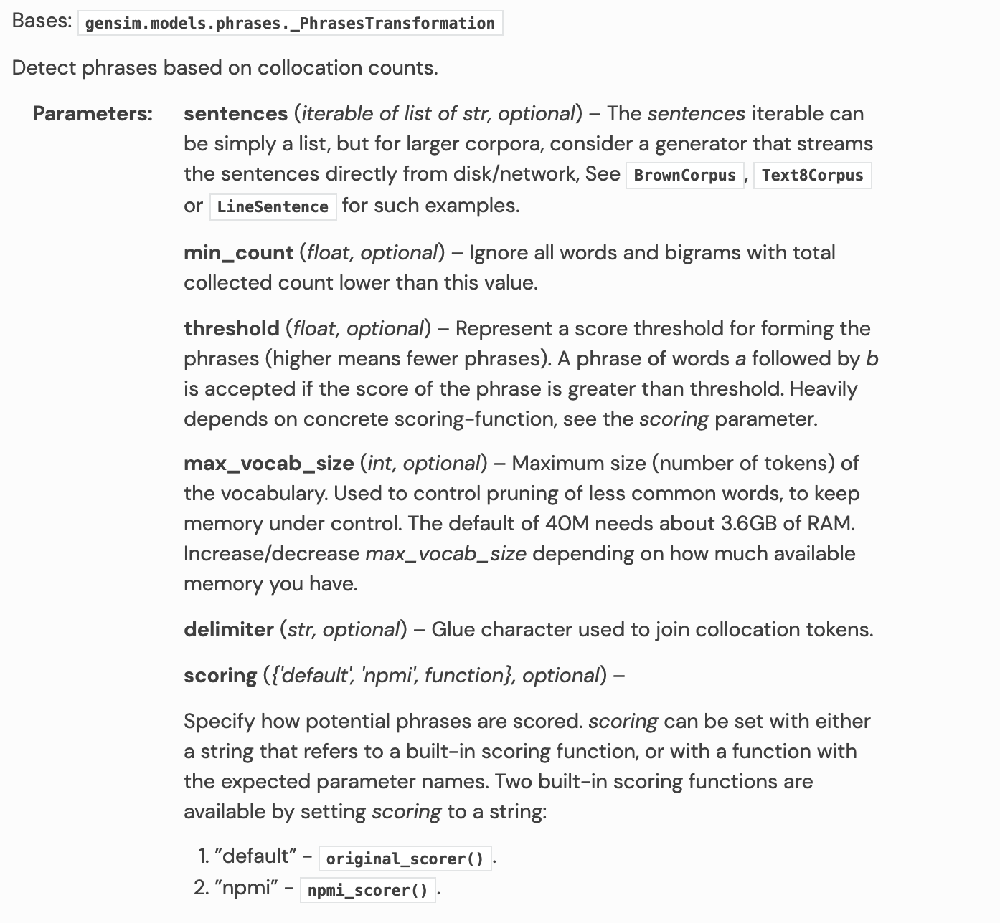 Bases: gensim.models.phrases._PhrasesTransformation
Detect phrases based on collocation counts.
Parameters: sentences (iterable of list of str, optional) – The sentences iterable can
be simply a list, but for larger corpora, consider a generator that streams
the sentences directly from disk/network, See BrownCorpus, Text8Corpus
or LineSentence for such examples.
min_count (float, optional) – Ignore all words and bigrams with total
collected count lower than this value.
threshold (float, optional) – Represent a score threshold for forming the
phrases (higher means fewer phrases). A phrase of words a followed by b
is accepted if the score of the phrase is greater than threshold. Heavily
depends on concrete scoring-function, see the scoring parameter.
max_vocab_size (int, optional) – Maximum size (number of tokens) of
the vocabulary. Used to control pruning of less common words, to keep
memory under control. The default of 40M needs about 3.6GB of RAM.
Increase/decrease max_vocab_size depending on how much available
memory you have.
delimiter (str, optional) – Glue character used to join collocation tokens.
scoring ({'default', 'npmi', function}, optional) –
Specify how potential phrases are scored. scoring can be set with either
a string that refers to a built-in scoring function, or with a function with
the expected parameter names. Two built-in scoring functions are
available by setting scoring to a string:
1. ”default” - original_scorer().
2. ”npmi” - npmi_scorer().